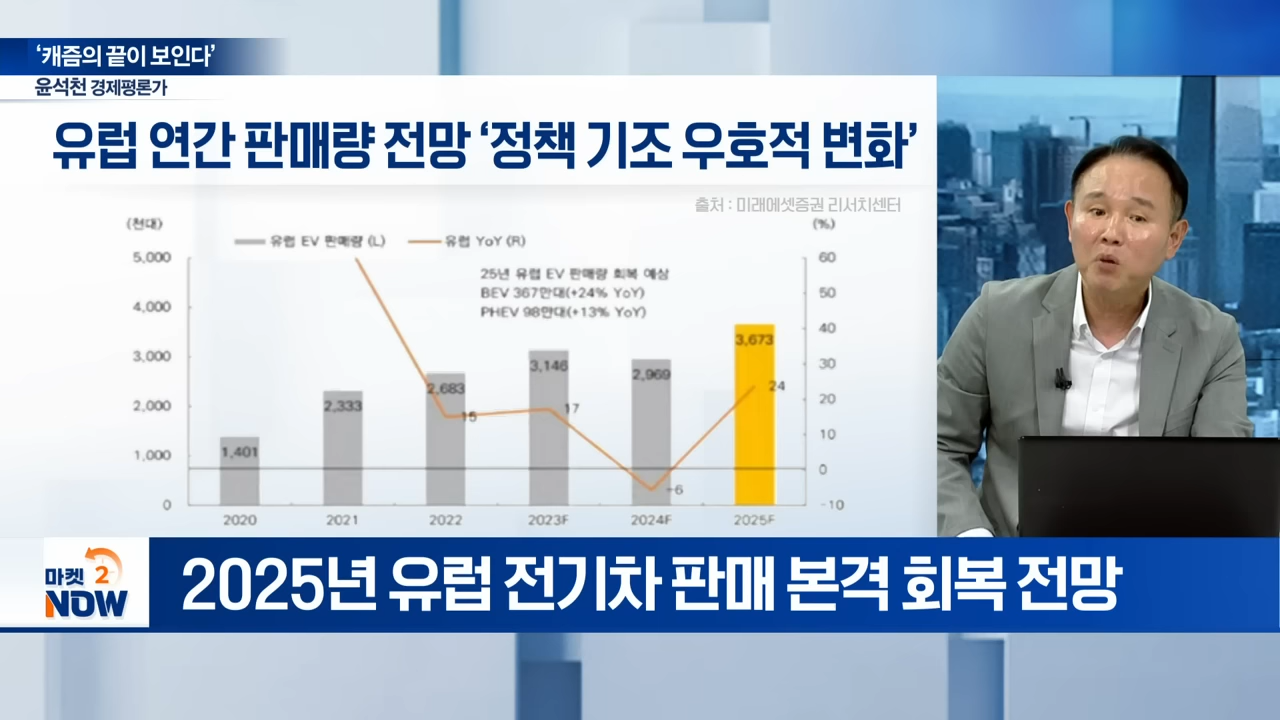 ‘캐즘의 끝이 보인다’
윤석천 경제평론가
유럽 연간 판매량 전망 ‘정책 기조 우호적 변화’
출처 : 미래에셋증권 리서치센터
(천대) (%)
유럽 EV 판매량 (L) 유럽 YoY (R)
25년 유럽 EV 판매량 회복 예상
BEV 367만대(+24% YoY)
PHEV 98만대(+13% YoY)
5,000 60
50
4,000
40
3,000
30
2,000 20
10
1,000
0
0 -10
1,401 2,333 2,683 3,146 2,969 3,673
15 17 -6 24
2020 2021 2022 2023F 2024F 2025F
마켓 2
NOW
2025년 유럽 전기차 판매 본격 회복 전망